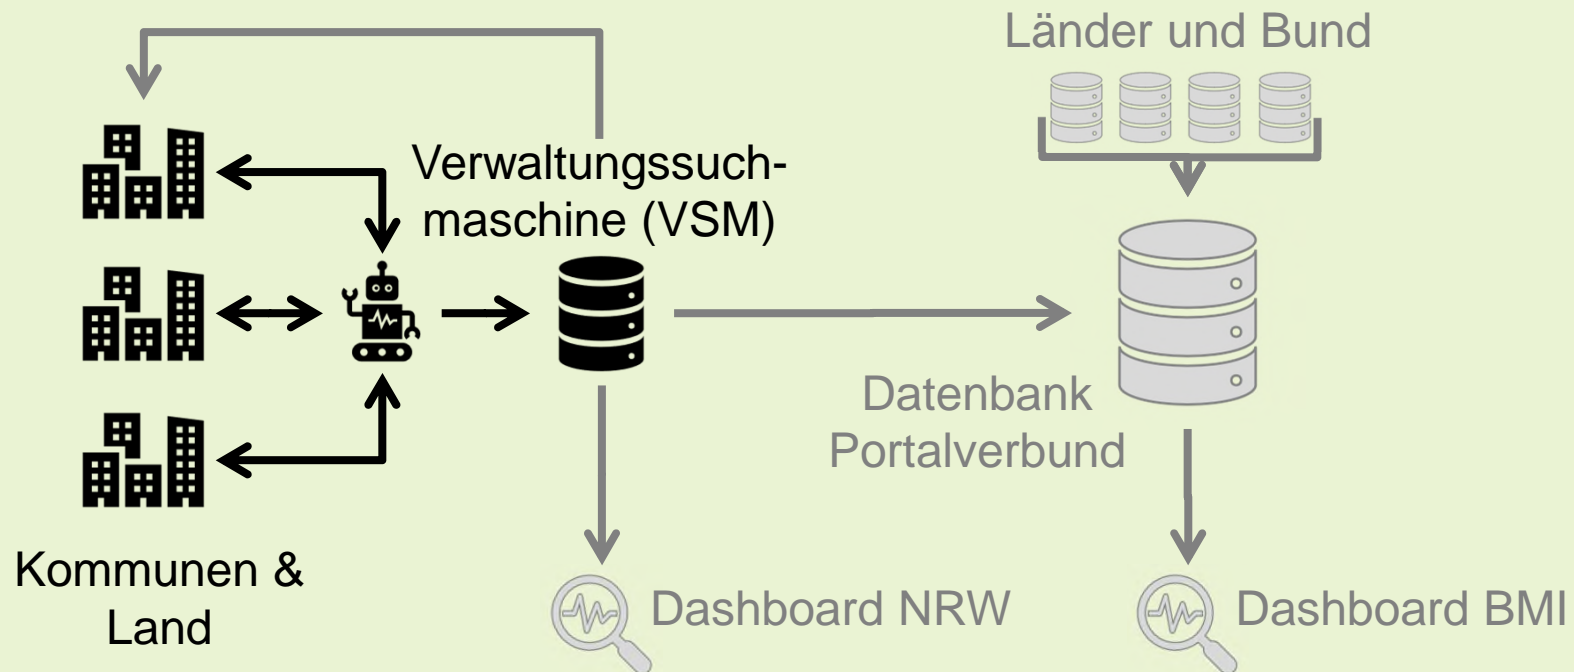 Länder und Bund
Verwaltungssuch-
maschine (VSM)
Datenbank
Portalverbund
Kommunen &
Land
Dashboard NRW
Dashboard BMI